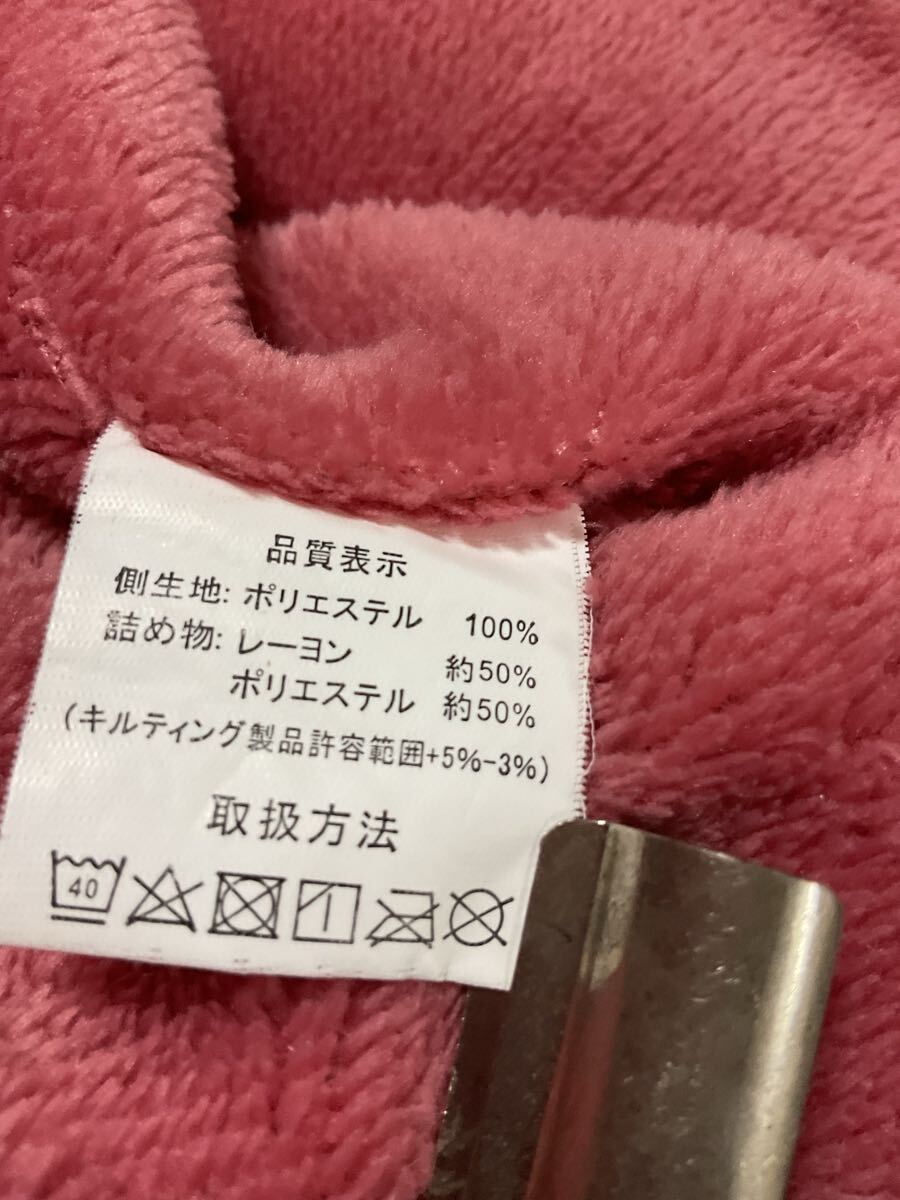 品質表示
側生地: ポリエステル 100%
詰め物: レーヨン 約50%
ポリエステル 約50%
(キルティング製品許容範囲+5%-3%)
取扱方法
40